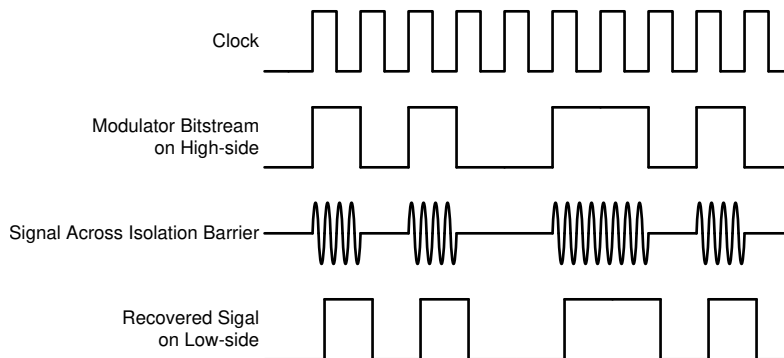 Clock
Modulator Bitstream
on High-side
Signal Across Isolation Barrier
Recovered Sigal
on Low-side